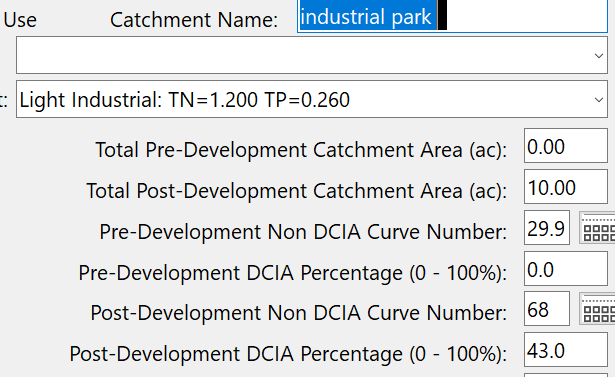 Use Catchment Name: industrial park
t: Light Industrial: TN=1.200 TP=0.260
Total Pre-Development Catchment Area (ac): 0.00
Total Post-Development Catchment Area (ac): 10.00
Pre-Development Non DCIA Curve Number: 29.9
Pre-Development DCIA Percentage (0 - 100%): 0.0
Post-Development Non DCIA Curve Number: 68
Post-Development DCIA Percentage (0 - 100%): 43.0